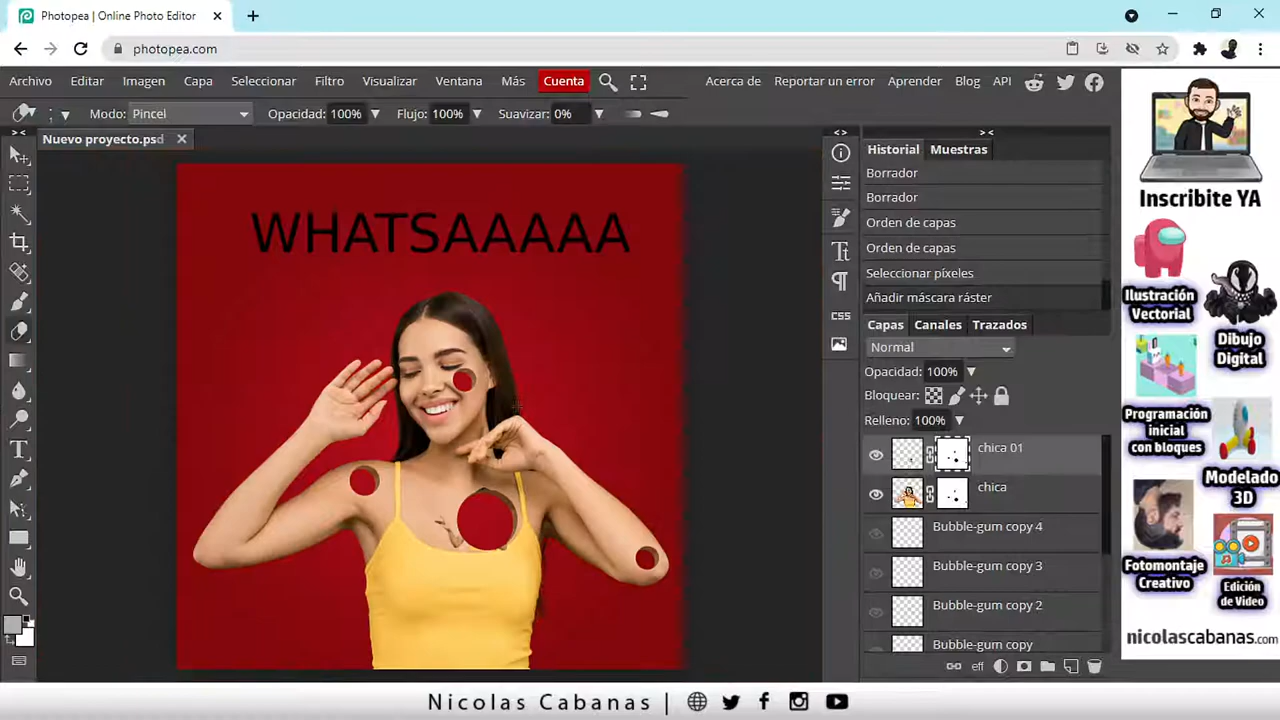 Photopea | Online Photo Editor
photopea.com
Archivo Editar Imagen Capa Seleccionar Filtro Visualizar Ventana Más Cuenta Acerca de Reportar un error Aprender Blog API
Modo: Pincel Opacidad: 100% Flujo: 100% Suavizar: 0%
Nuevo proyecto.psd
WHATSAAAAA
CSS
Historial Muestras
Borrador
Borrador
Orden de capas
Orden de capas
Seleccionar píxeles
Añadir máscara ráster
Capas Canales Trazados
Normal
Opacidad: 100%
Bloquear:
Relleno: 100%
chica 01
chica
Bubble-gum copy 4
Bubble-gum copy 3
Bubble-gum copy 2
Bubble-gum copy
eff
Inscribite YA
Ilustración
Vectorial
Dibujo
Digital
Programación
inicial
con bloques
Modelado
3D
Fotomontaje
Creativo
Edición
de Video
nicolascabanas.com
Nicolas Cabanas |